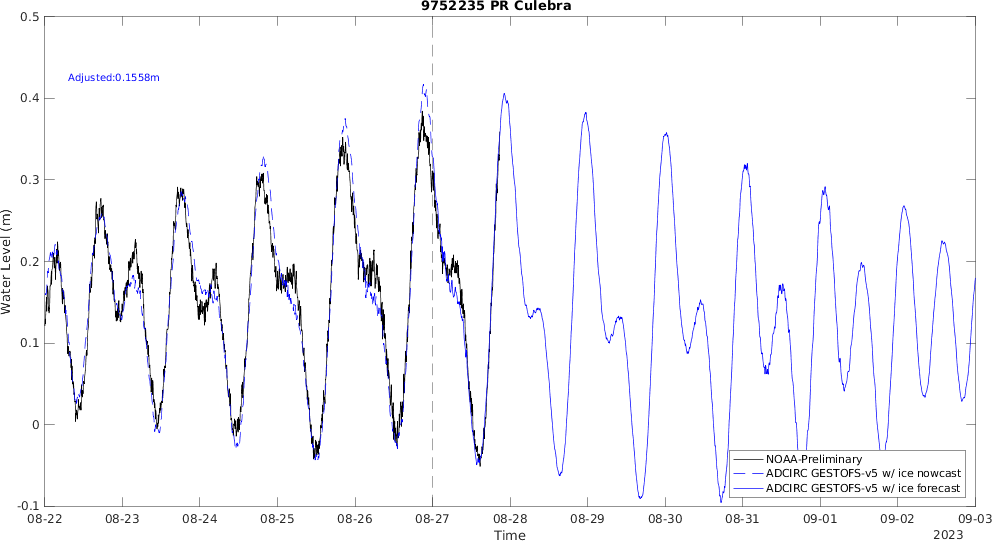 9752235 PR Culebra
Adjusted:0.1558m
Water Level (m)
0.5
0.4
0.3
0.2
0.1
0
-0.1
NOAA-Preliminary
ADCIRC GESTOFS-v5 w/ ice nowcast
ADCIRC GESTOFS-v5 w/ ice forecast
08-22 08-23 08-24 08-25 08-26 08-27 08-28 08-29 08-30 08-31 09-01 09-02 09-03
Time
2023